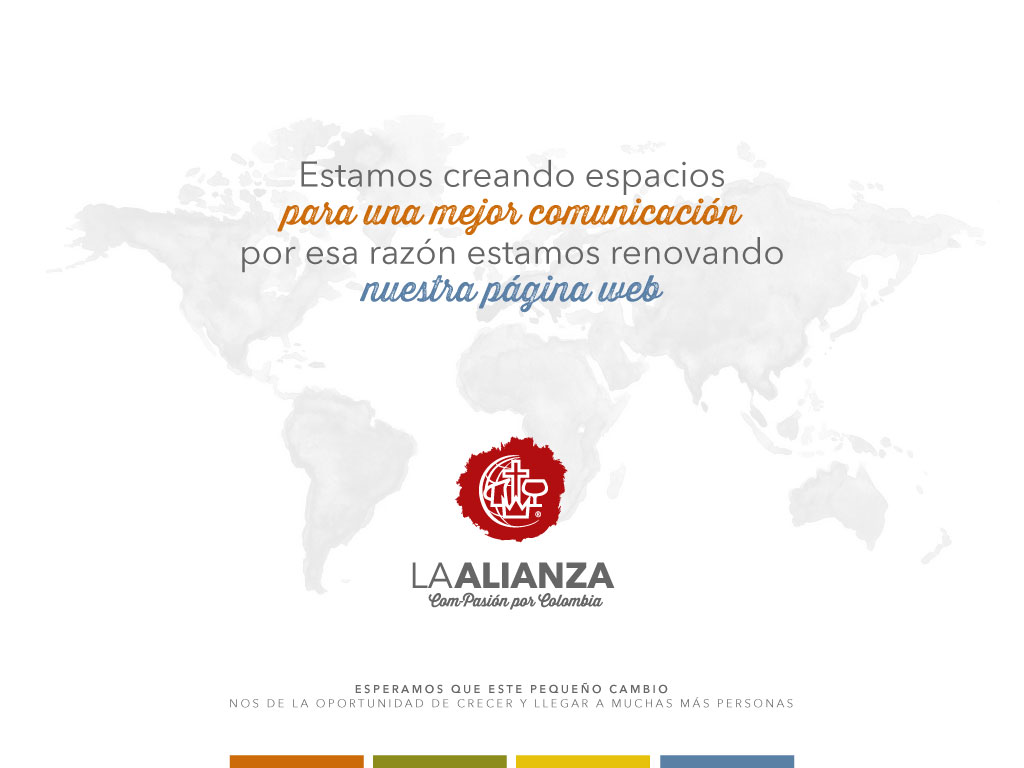 Estamos creando espacios
para una mejor comunicación
por esa razón estamos renovando
nuestra página web
®
LAALIANZA
Com-Pasión por Colombia
ESPERAMOS QUE ESTE PEQUEÑO CAMBIO
NOS DE LA OPORTUNIDAD DE CRECER Y LLEGAR A MUCHAS MÁS PERSONAS